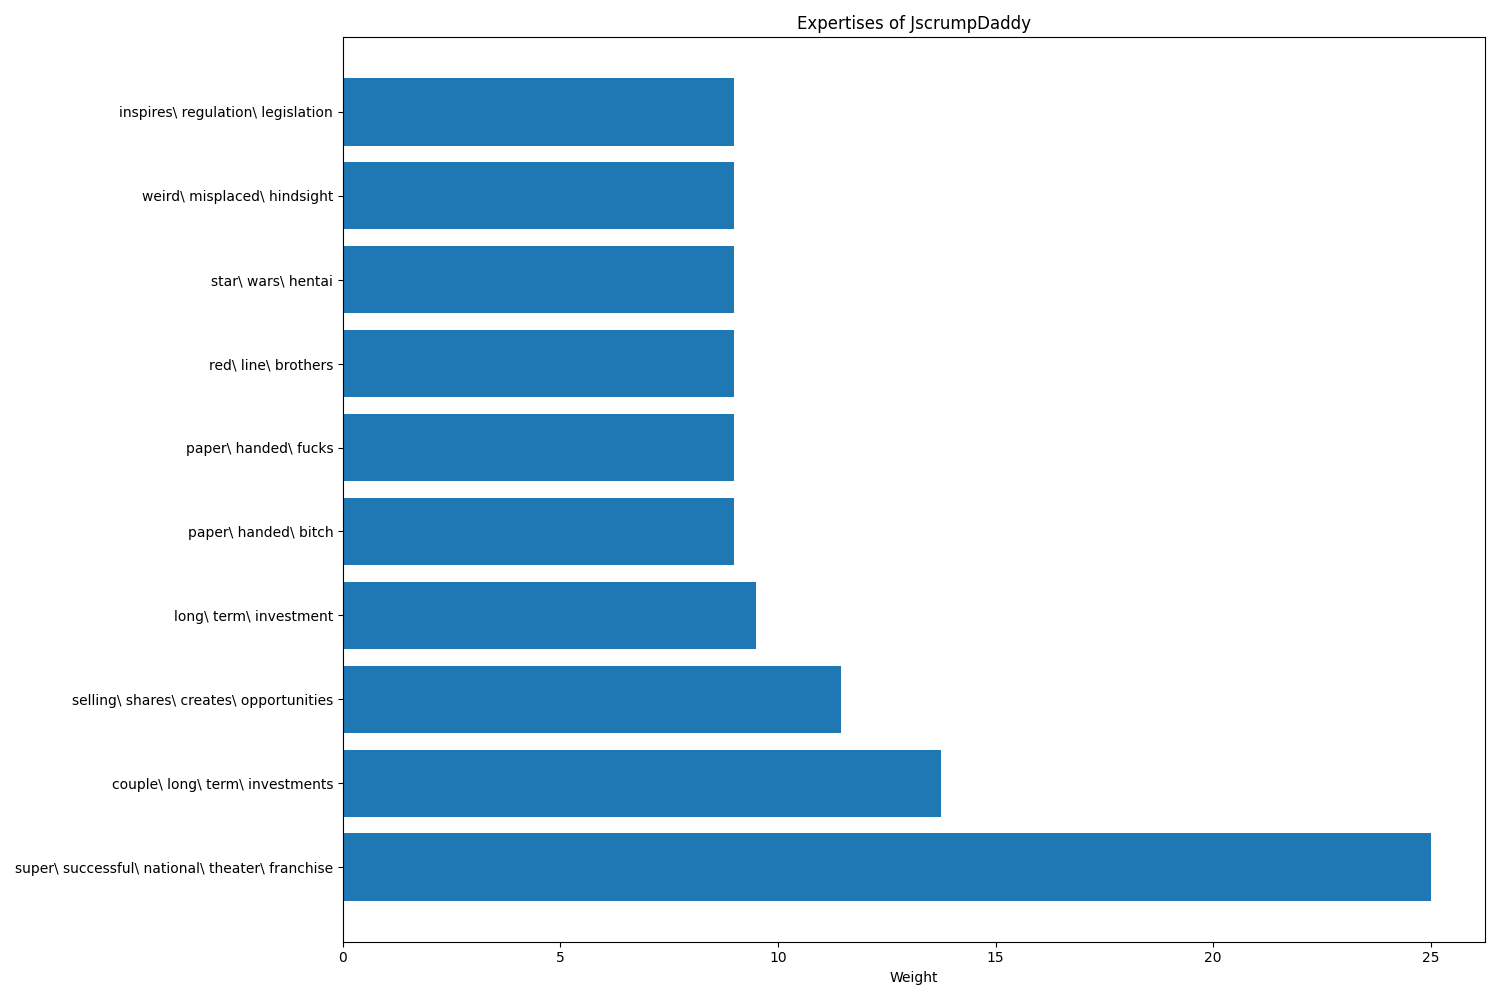 Expertises of JscrumpDaddy
inspires\ regulation\ legislation
weird\ misplaced\ hindsight
star\ wars\ hentai
red\ line\ brothers
paper\ handed\ fucks
paper\ handed\ bitch
long\ term\ investment
selling\ shares\ creates\ opportunities
couple\ long\ term\ investments
super\ successful\ national\ theater\ franchise
0 5 10 15 20 25
Weight